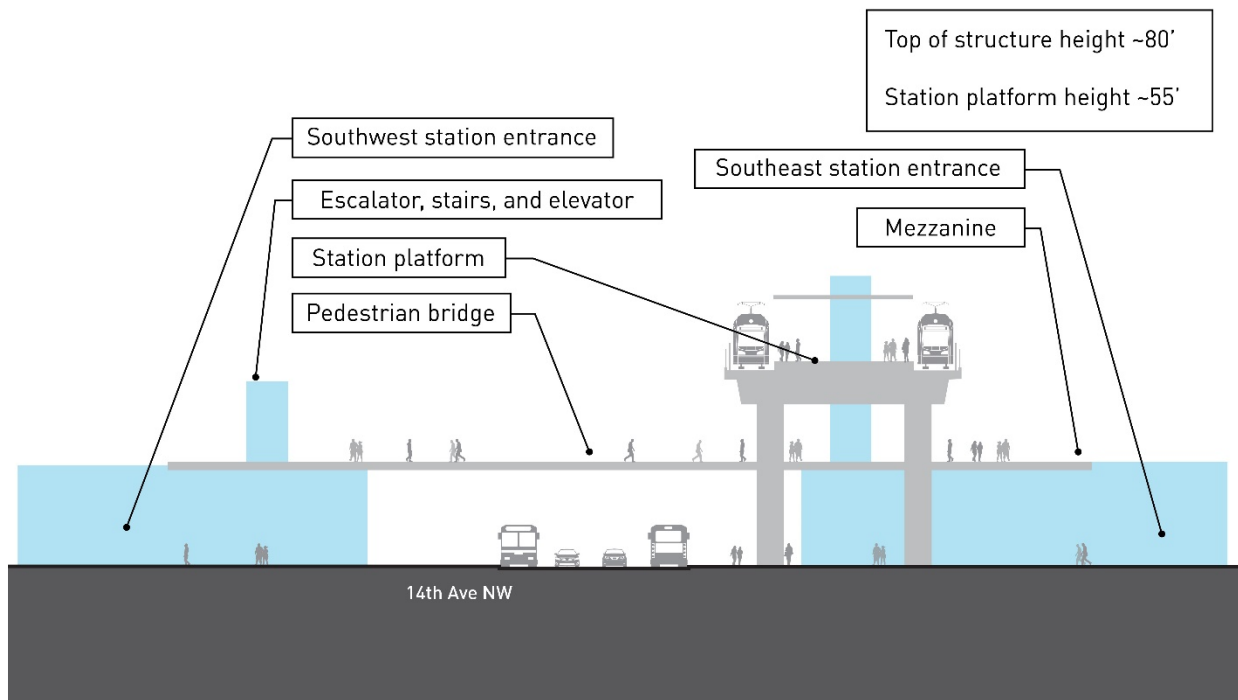 Top of structure height ~80’
Station platform height ~55’
Southwest station entrance
Southeast station entrance
Escalator, stairs, and elevator
Mezzanine
Station platform
Pedestrian bridge
14th Ave NW